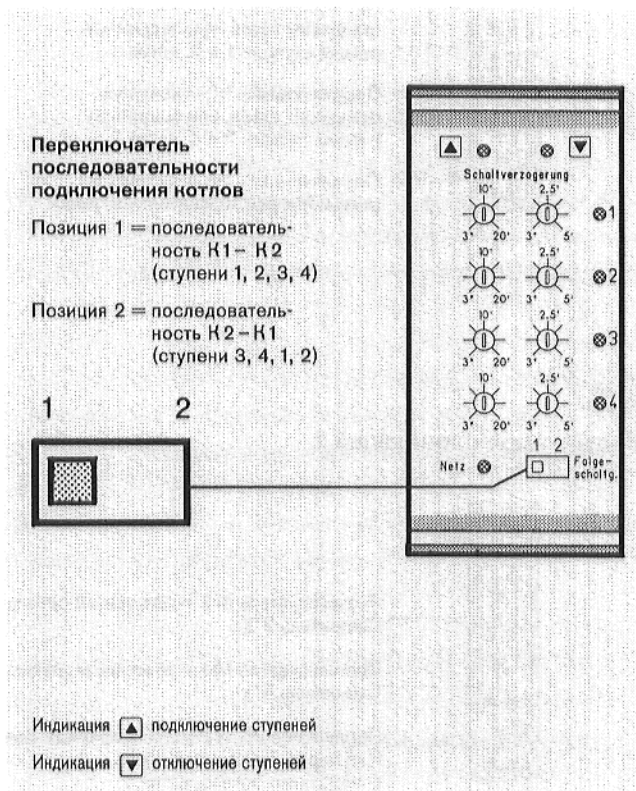 Переключатель
последовательности
подключения котлов
Позиция 1 = последователь-
ность К1– К2
(ступени 1, 2, 3, 4)
Позиция 2 = последователь-
ность К2–К1
(ступени 3, 4, 1, 2)
1 2
▲ ▼
Schaltverzogerung
10' 2.5'
1
3" 20' 3" 5'
10' 2.5'
2
3" 20' 3" 5'
10' 2.5'
3
3" 20' 3" 5'
10' 2.5'
4
3" 20' 3" 5'
1 2
Netz
Folge-
schaltg.
Индикация ▲ подключение ступеней
Индикация ▼ отключение ступеней